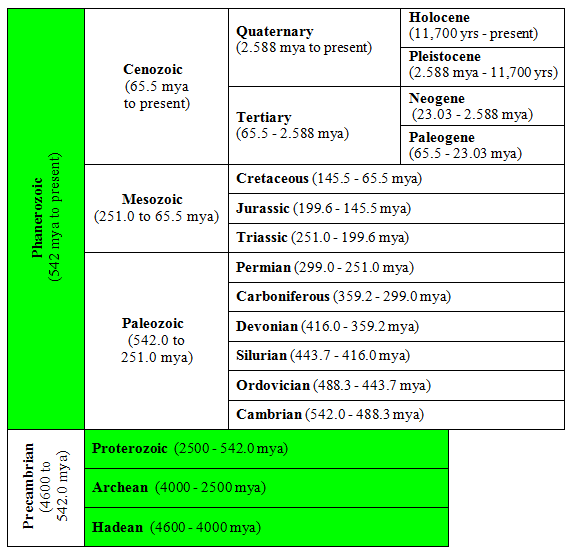 Phanerozoic
(542 mya to present)
Cenozoic
(65.5 mya
to present)
Quaternary
(2.588 mya to present)
Holocene
(11,700 yrs - present)
Pleistocene
(2.588 mya - 11,700 yrs)
Tertiary
(65.5 - 2.588 mya)
Neogene
(23.03 - 2.588 mya)
Paleogene
(65.5 - 23.03 mya)
Mesozoic
(251.0 to 65.5 mya)
Cretaceous (145.5 - 65.5 mya)
Jurassic (199.6 - 145.5 mya)
Triassic (251.0 - 199.6 mya)
Paleozoic
(542.0 to
251.0 mya)
Permian (299.0 - 251.0 mya)
Carboniferous (359.2 - 299.0 mya)
Devonian (416.0 - 359.2 mya)
Silurian (443.7 - 416.0 mya)
Ordovician (488.3 - 443.7 mya)
Cambrian (542.0 - 488.3 mya)
Precambrian
(4600 to
542.0 mya)
Proterozoic (2500 - 542.0 mya)
Archean (4000 - 2500 mya)
Hadean (4600 - 4000 mya)